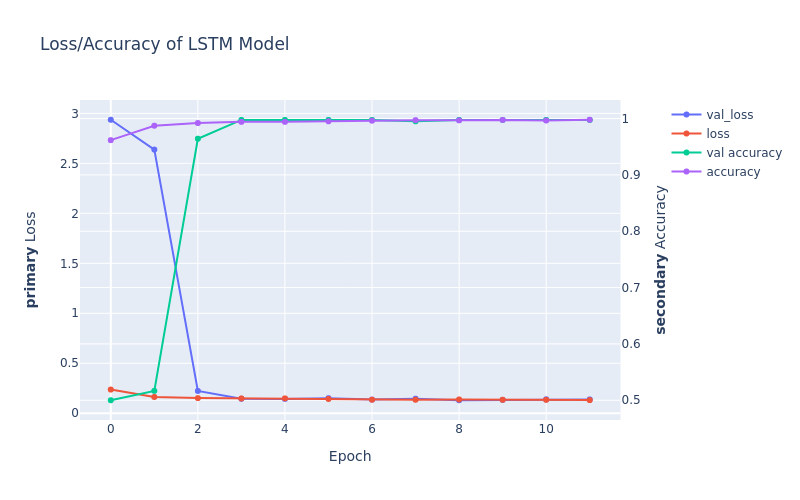 Loss/Accuracy of LSTM Model
3
2.5
2
1.5
1
0.5
0
primary Loss
1
0.9
0.8
0.7
0.6
0.5
secondary Accuracy
val_loss
loss
val accuracy
accuracy
0 2 4 6 8 10
Epoch